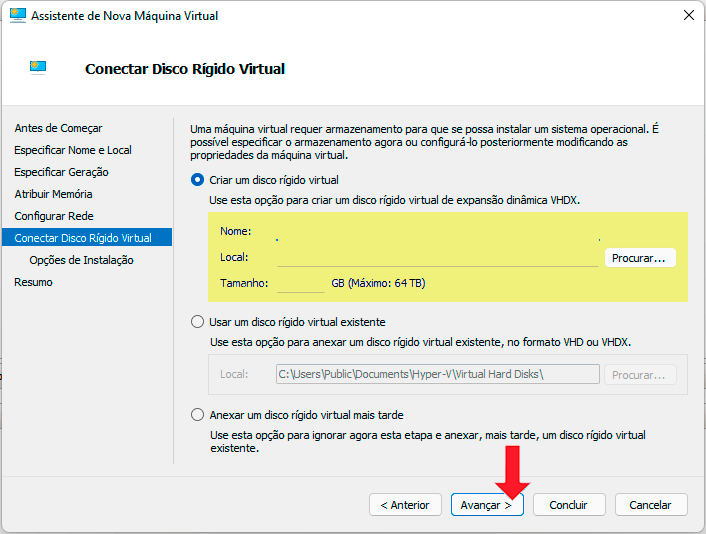 Assistente de Nova Máquina Virtual
Conectar Disco Rígido Virtual
Antes de Começar
Especificar Nome e Local
Especificar Geração
Atribuir Memória
Configurar Rede
Conectar Disco Rígido Virtual
Opções de Instalação
Resumo
Uma máquina virtual requer armazenamento para que se possa instalar um sistema operacional. É
possível especificar o armazenamento agora ou configurá-lo posteriormente modificando as
propriedades da máquina virtual.
Criar um disco rígido virtual
Use esta opção para criar um disco rígido virtual de expansão dinâmica VHDX.
Nome:
Local: Procurar...
Tamanho: GB (Máximo: 64 TB)
Usar um disco rígido virtual existente
Use esta opção para anexar um disco rígido virtual existente, no formato VHD ou VHDX.
Local: C:\Users\Public\Documents\Hyper-V\Virtual Hard Disks\ Procurar...
Anexar um disco rígido virtual mais tarde
Use esta opção para ignorar agora esta etapa e anexar, mais tarde, um disco rígido virtual
existente.
< Anterior Avançar > Concluir Cancelar